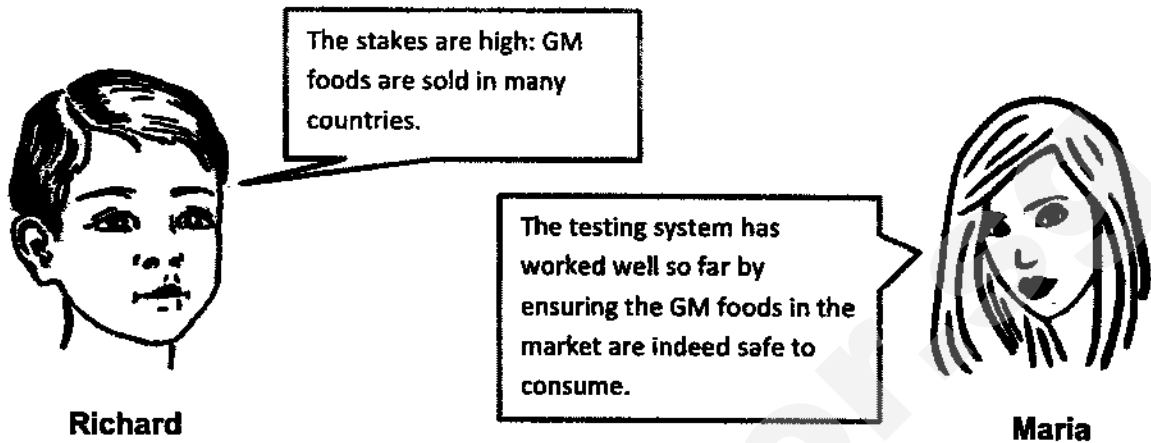 The stakes are high: GM
foods are sold in many
countries.
The testing system has
worked well so far by
ensuring the GM foods in the
market are indeed safe to
consume.
Richard
Maria